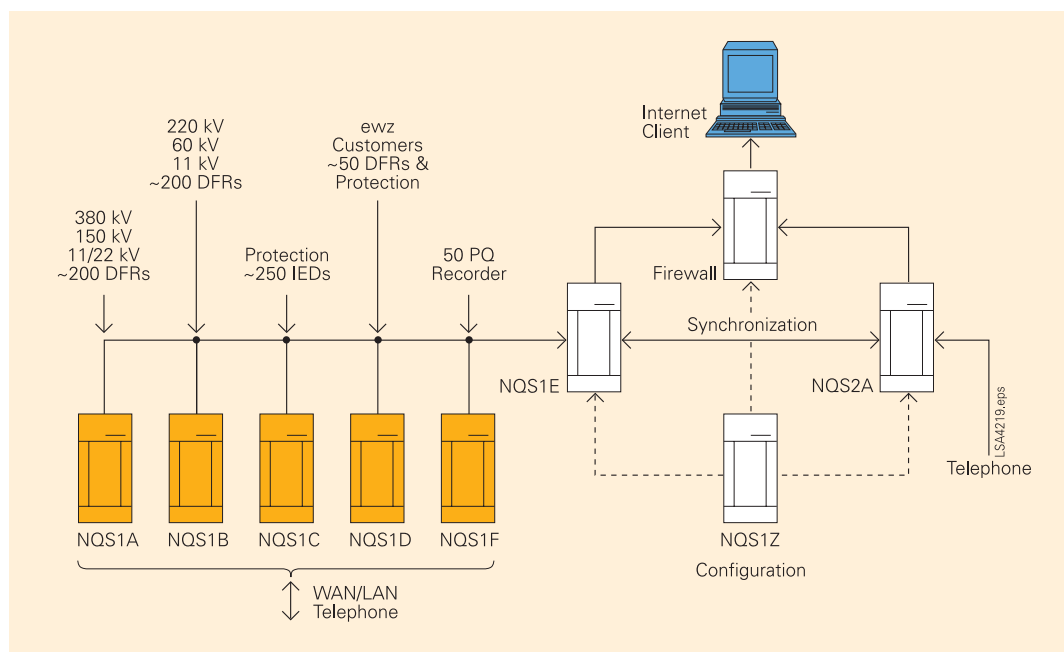 Internet
Client
220 kV
60 kV
11 kV
~200 DFRs
ewz
Customers
~50 DFRs &
Protection
380 kV
150 kV
11/22 kV
~200 DFRs
Protection
~250 IEDs
50 PQ
Recorder
Firewall
Synchronization
NQS1E
NQS2A
LSA4219.eps
Telephone
NQS1A
NQS1B
NQS1C
NQS1D
NQS1F
NQS1Z
Configuration
WAN/LAN
Telephone